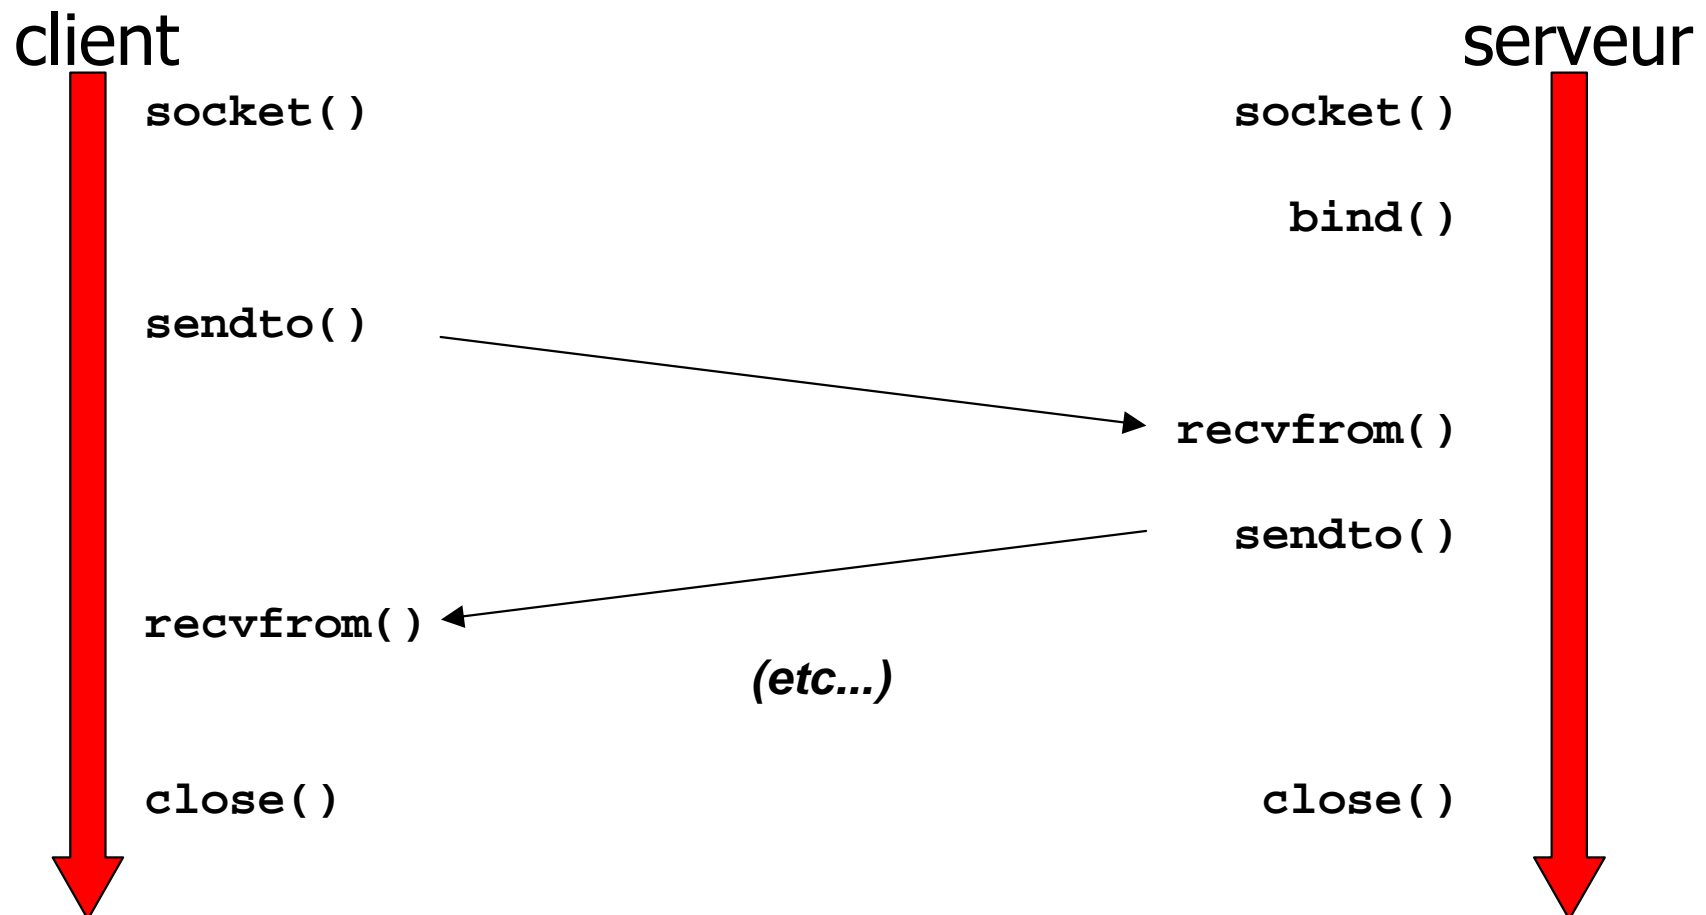 client
serveur
socket()
socket()
bind()
sendto()
recvfrom()
sendto()
recvfrom()
(etc...)
close()
close()